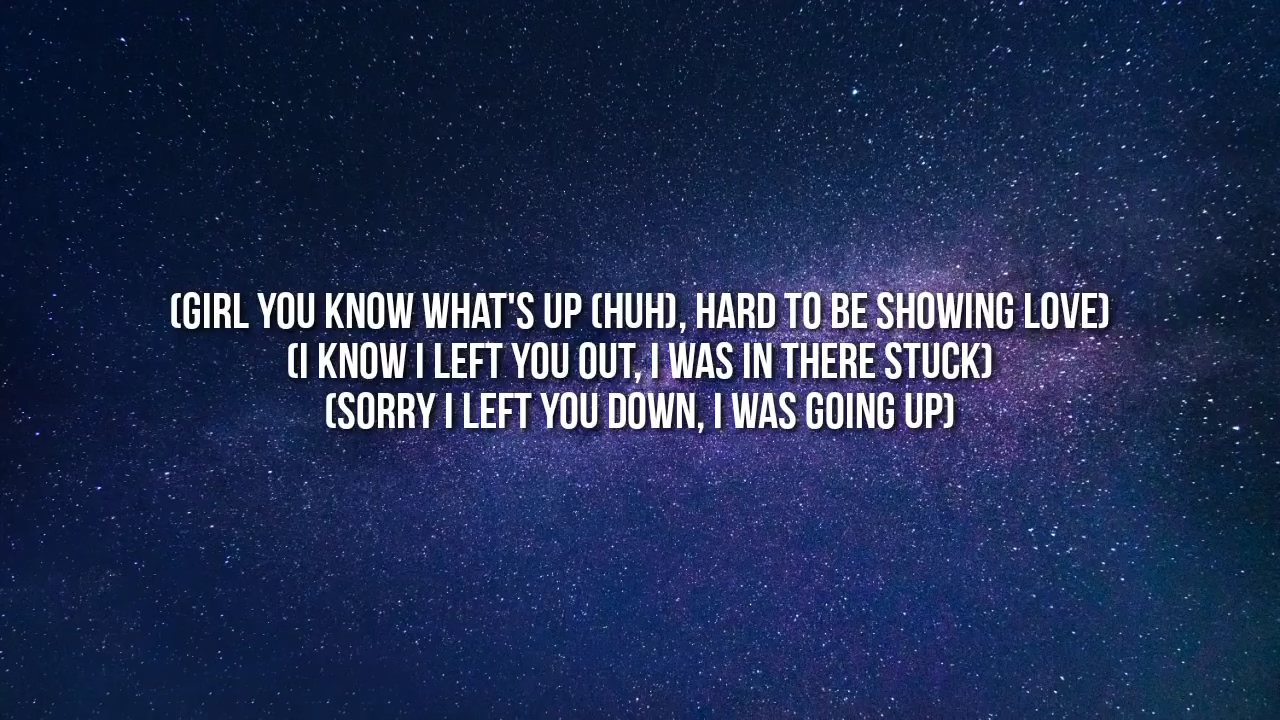 (GIRL YOU KNOW WHAT'S UP (HUH), HARD TO BE SHOWING LOVE)
(I KNOW I LEFT YOU OUT, I WAS IN THERE STUCK)
(SORRY I LEFT YOU DOWN, I WAS GOING UP)